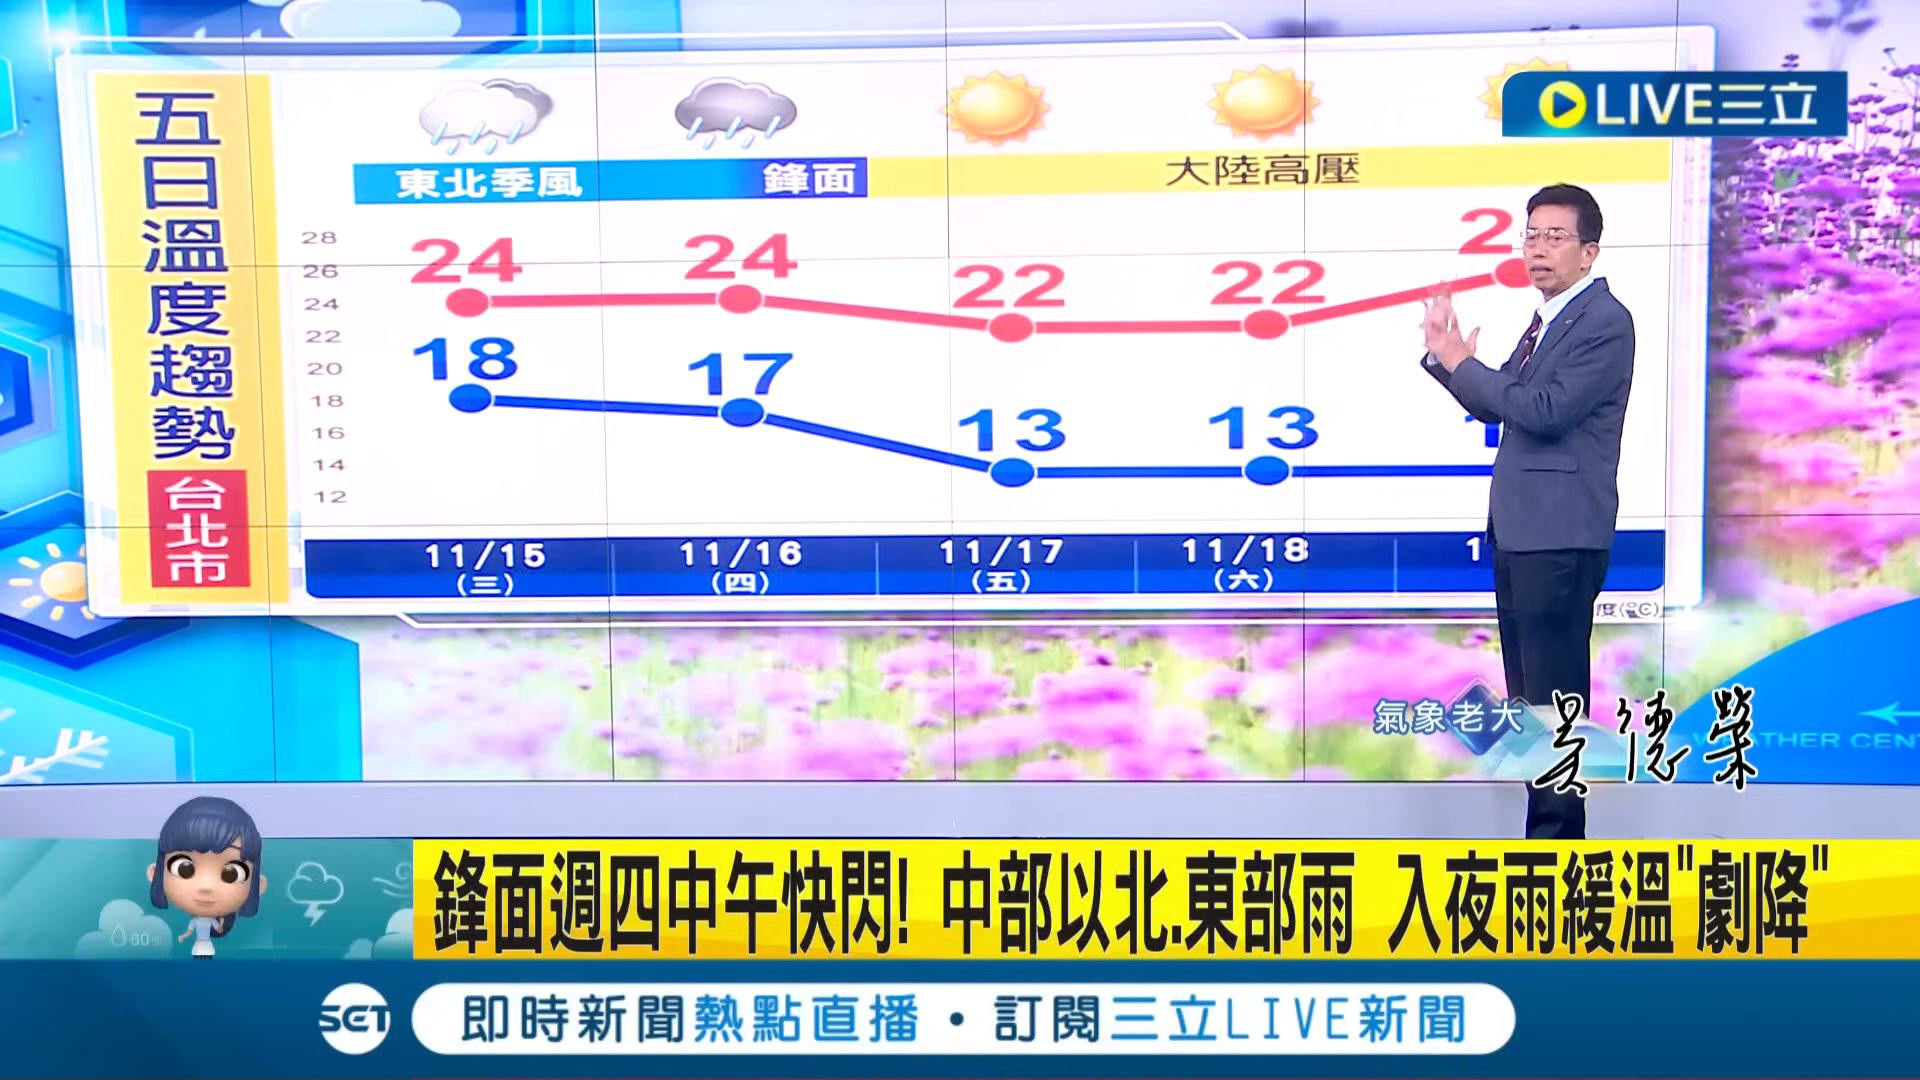 LIVE三立
五日溫度趨勢
台北市
東北季風
鋒面
大陸高壓
28
26
24
22
20
18
16
14
12
24
24
22
22
2
18
17
13
13
11/15
(三)
11/16
(四)
11/17
(五)
11/18
(六)
1
度(°C)
氣象老大
吳德榮
60%
鋒面週四中午快閃! 中部以北.東部雨 入夜雨緩溫"劇降"
SET
即時新聞熱點直播・訂閱三立LIVE新聞